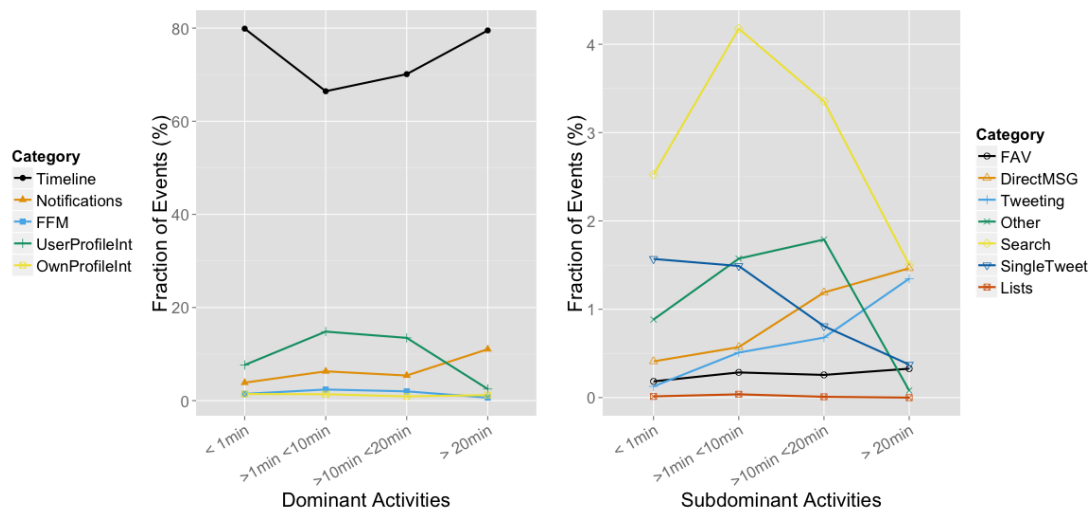 Category
Timeline
Notifications
FFM
UserProfileInt
OwnProfileInt
Fraction of Events (%)
80
60
40
20
0
< 1min
>1min <10min
>10min <20min
> 20min
Dominant Activities
Fraction of Events (%)
4
3
2
1
0
< 1min
>1min <10min
>10min <20min
> 20min
Subdominant Activities
Category
FAV
DirectMSG
Tweeting
Other
Search
SingleTweet
Lists